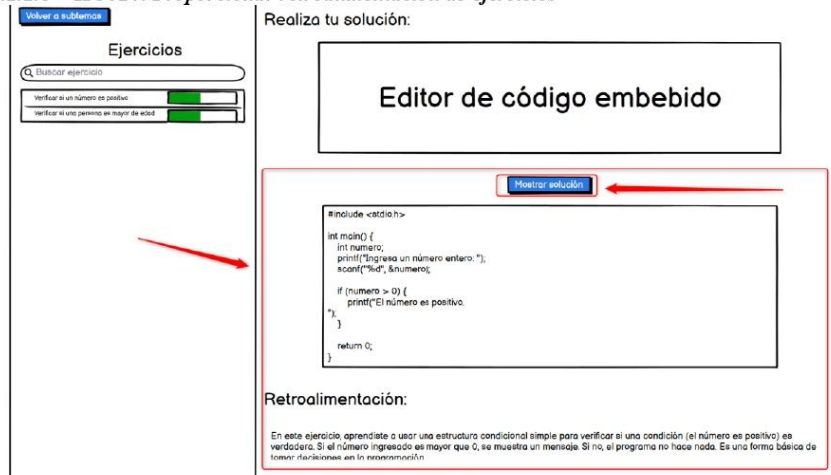 Volver a subtemas
Ejercicios
Buscar ejercicio
Verificar si un número es positivo
Verificar si una persona es mayor de edad
Realiza tu solución:
Editor de código embebido
Mostrar solución
#include <stdio.h>
int main() {
int numero;
printf("Ingresa un número entero: ");
scanf("%d", &numero);
if (numero > 0) {
printf("El número es positivo.
");
}
return 0;
}
Retroalimentación:
En este ejercicio, aprendiste a usar una estructura condicional simple para verificar si una condición (el número es positivo) es
verdadera. Si el número ingresado es mayor que 0, se muestra un mensaje. Si no, el programa no hace nada. Es una forma básica de
tomar decisiones en la programación